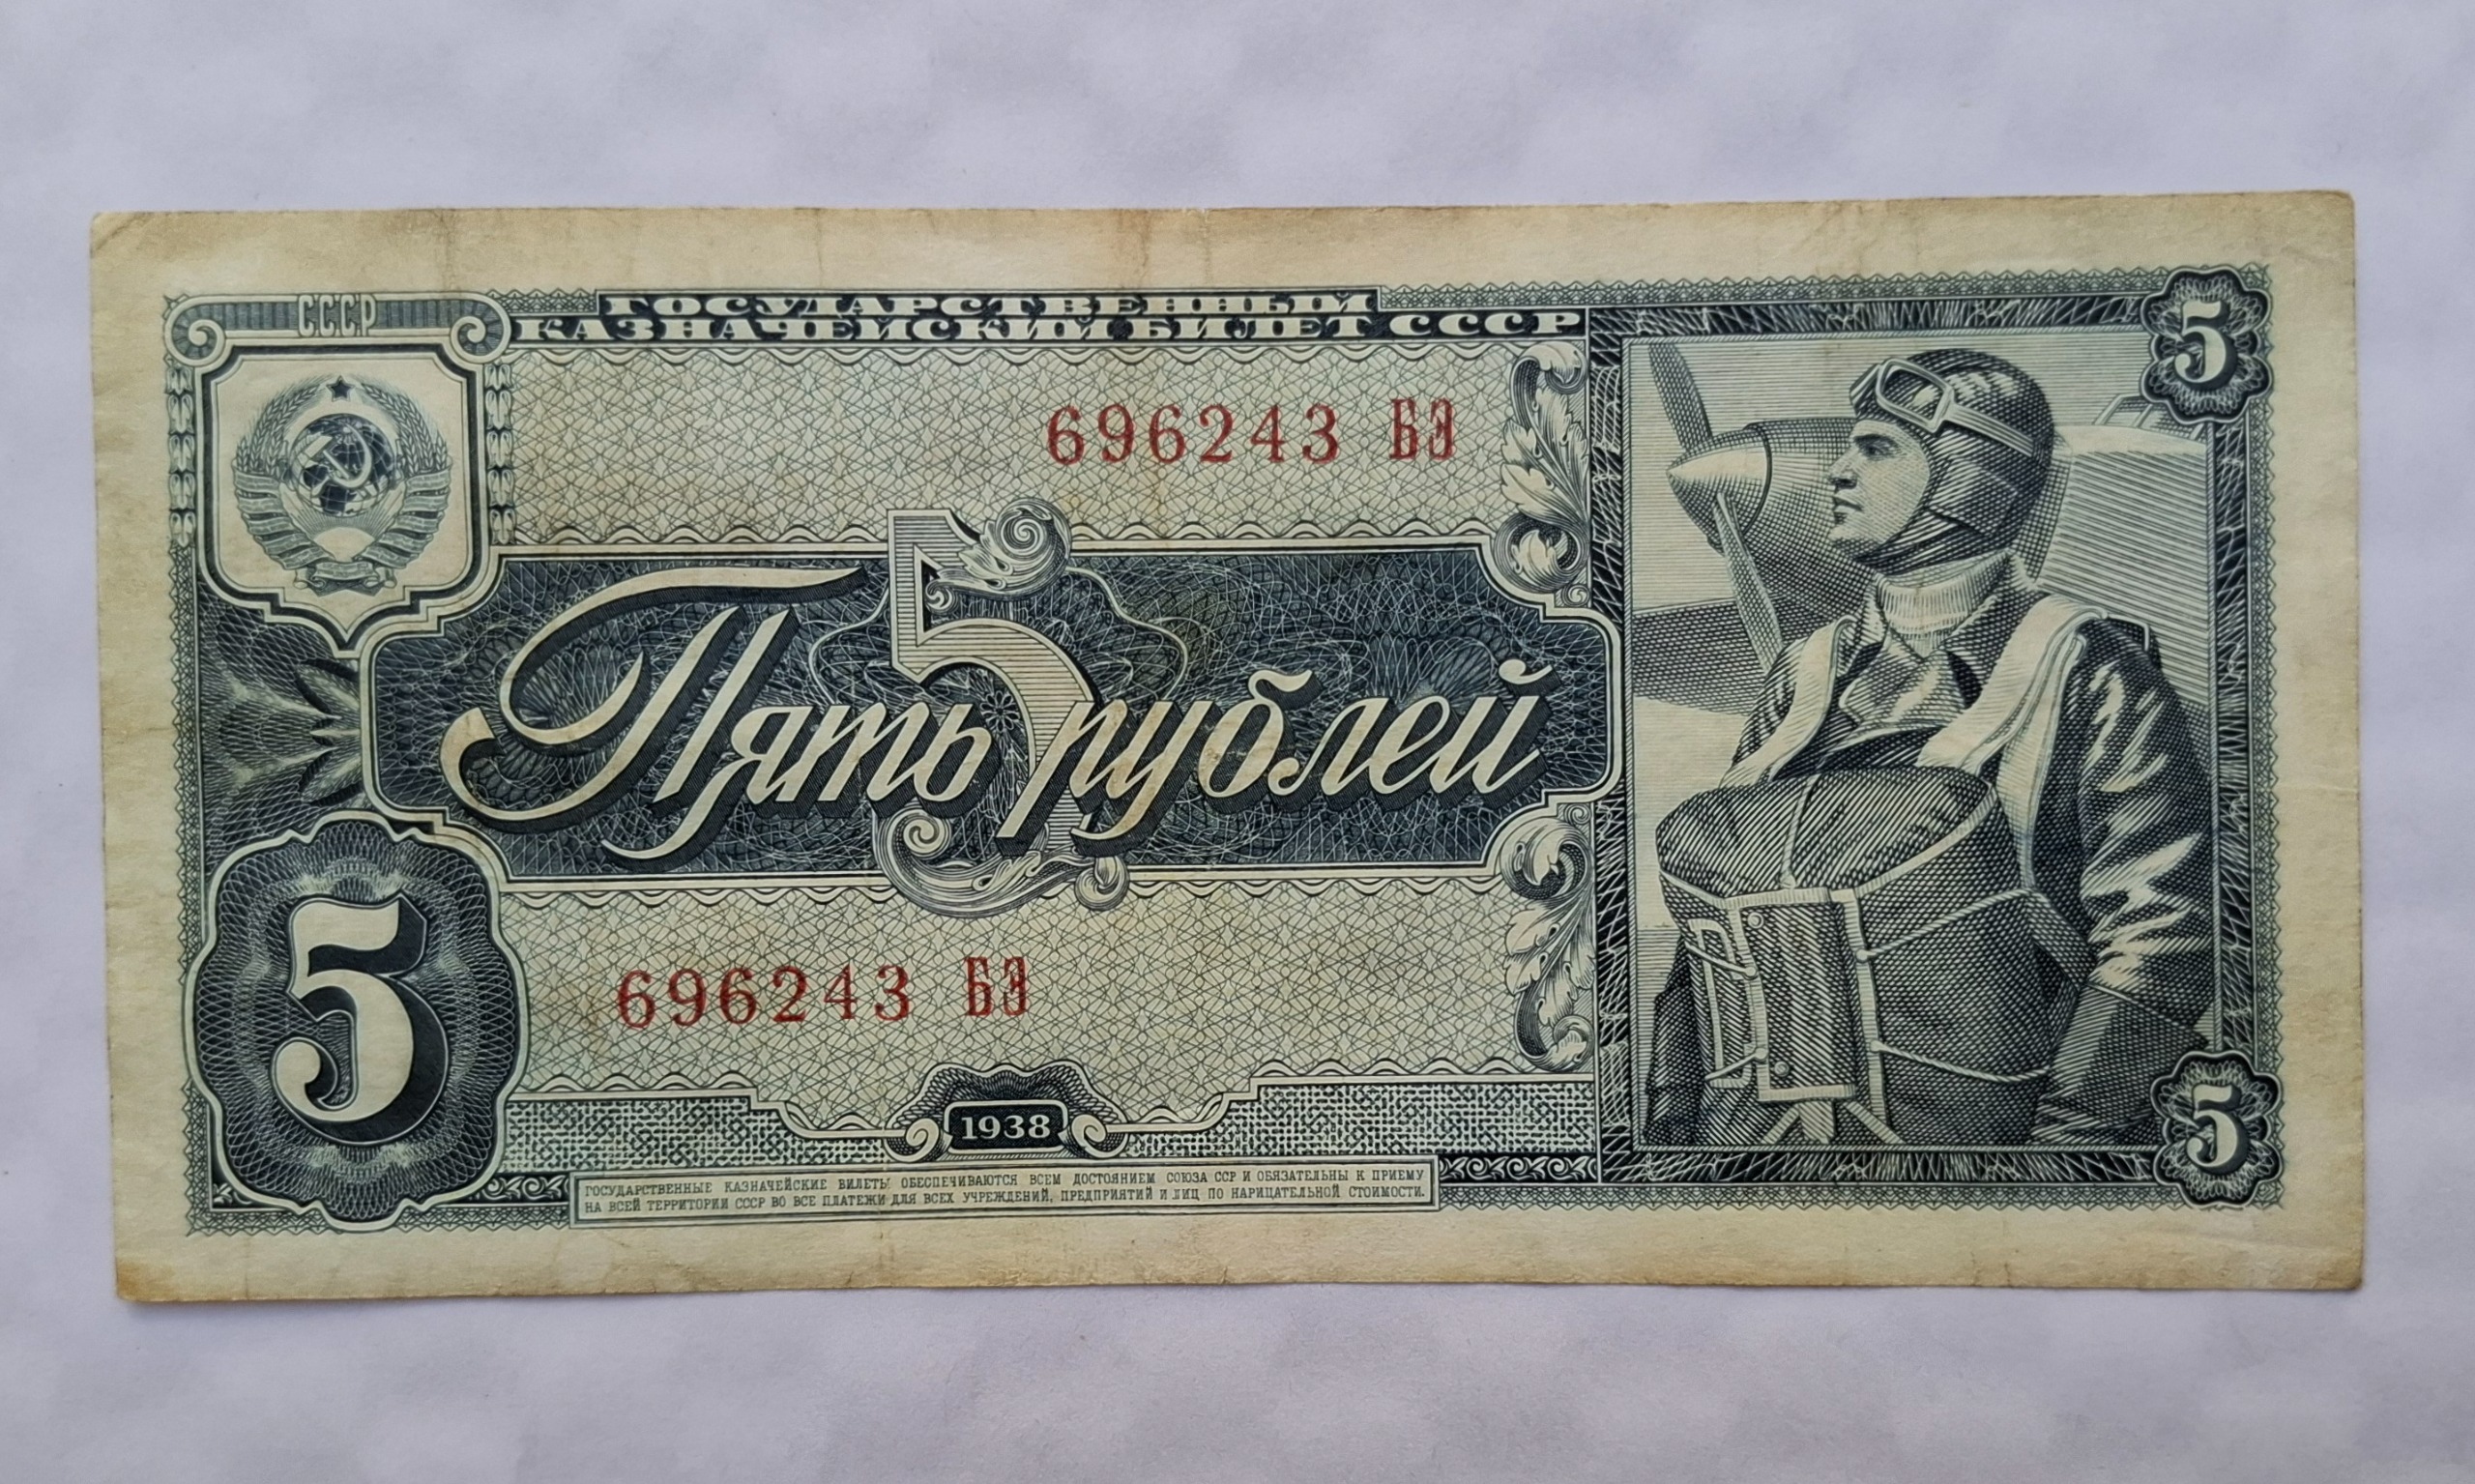 СССР
ГОСУДАРСТВЕННЫЙ
КАЗНАЧЕЙСКИЙ БИЛЕТ СССР
5
696243 БЭ
5
Пять рублей
5
696243 БЭ
1938
5
ГОСУДАРСТВЕННЫЕ КАЗНАЧЕЙСКИЕ БИЛЕТЫ ОБЕСПЕЧИВАЮТСЯ ВСЕМ ДОСТОЯНИЕМ СОЮЗА ССР И ОБЯЗАТЕЛЬНЫ К ПРИЕМУ
НА ВСЕЙ ТЕРРИТОРИИ СССР ВО ВСЕ ПЛАТЕЖИ ДЛЯ ВСЕХ УЧРЕЖДЕНИЙ, ПРЕДПРИЯТИЙ И ЛИЦ ПО НАРИЦАТЕЛЬНОЙ СТОИМОСТИ.